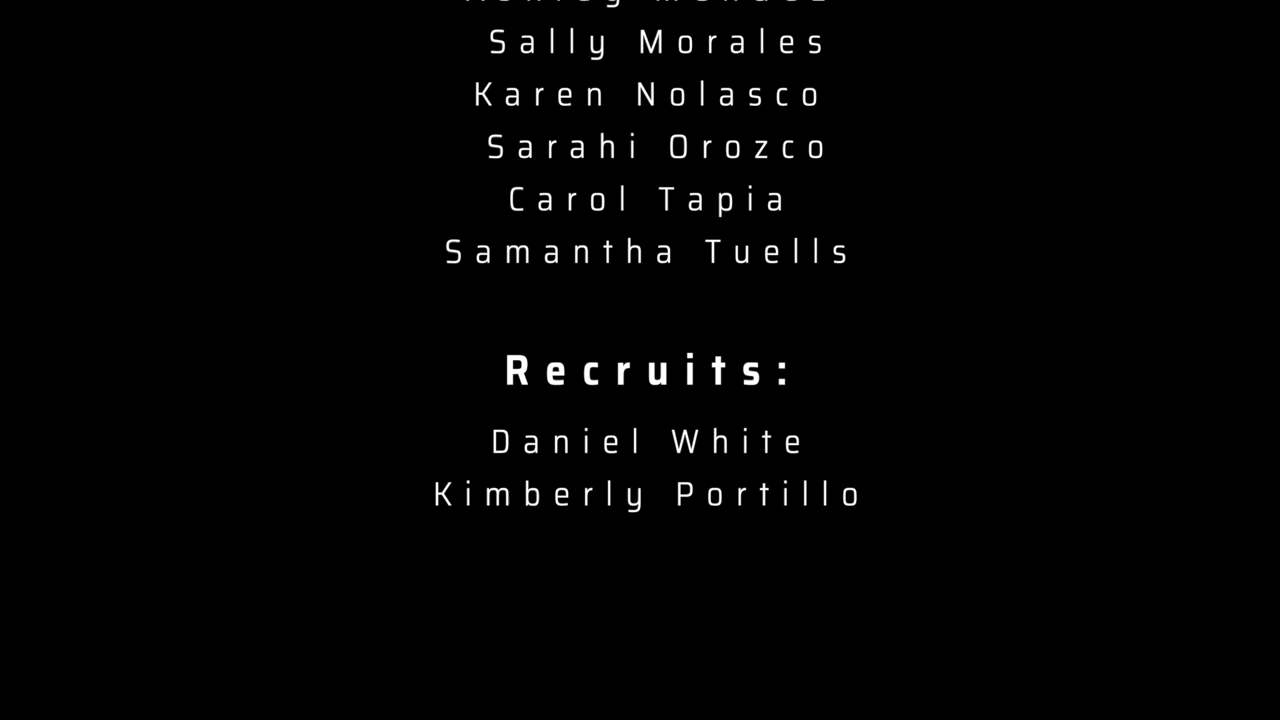 Sally Morales
Karen Nolasco
Sarahi Orozco
Carol Tapia
Samantha Tuells
Recruits:
Daniel White
Kimberly Portillo